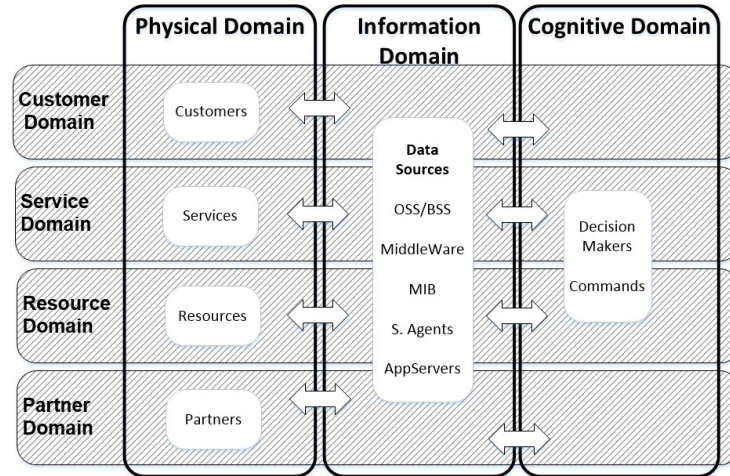 Physical Domain
Information
Domain
Cognitive Domain
Customer
Domain
Customers
Service
Domain
Services
Resource
Domain
Resources
Partner
Domain
Partners
Data
Sources
OSS/BSS
MiddleWare
MIB
S. Agents
AppServers
Decision
Makers
Commands